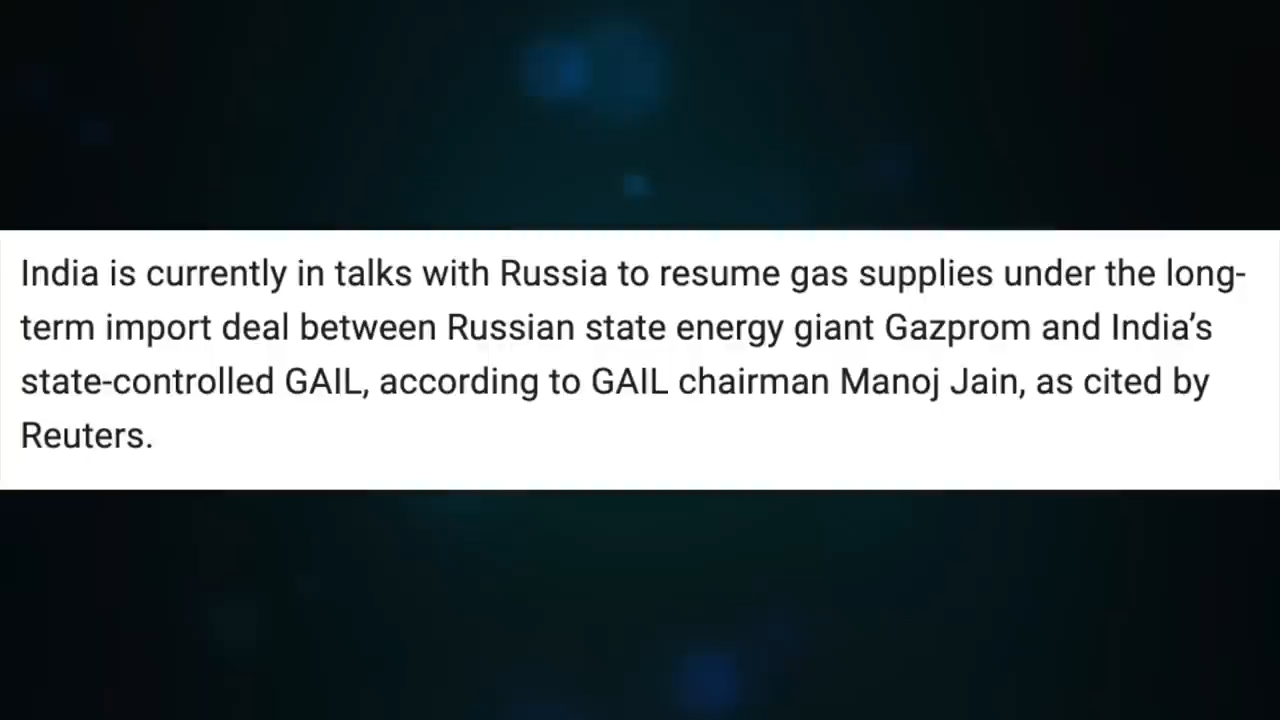 India is currently in talks with Russia to resume gas supplies under the long-
term import deal between Russian state energy giant Gazprom and India’s
state-controlled GAIL, according to GAIL chairman Manoj Jain, as cited by
Reuters.